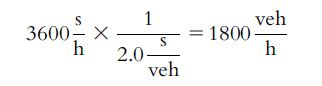 3600 s/h × 1/(2.0 s/veh) = 1800 veh/h